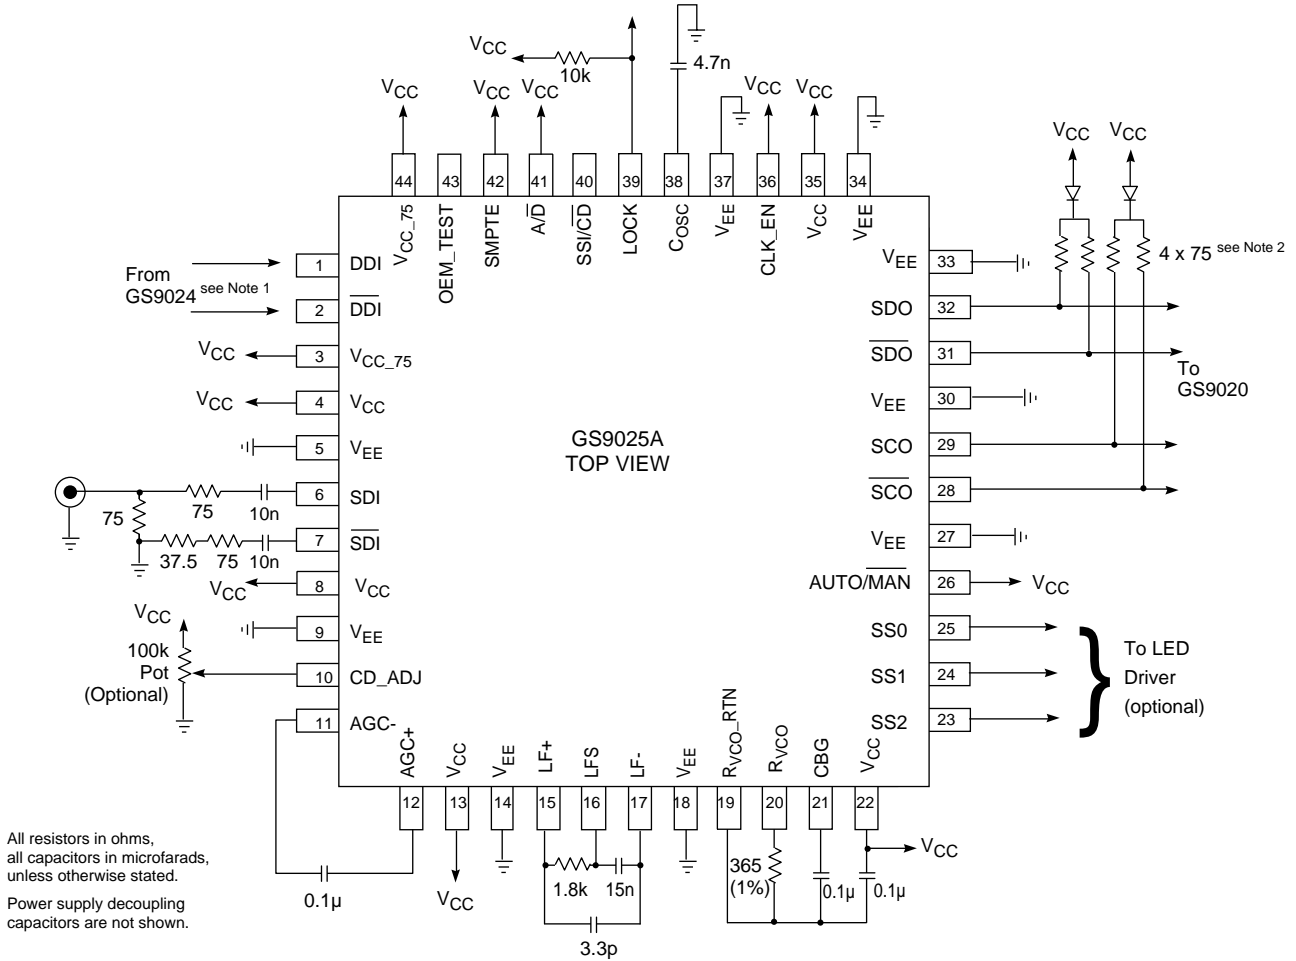 VCC
10k
4.7n
VCC
VCC
VCC
VCC
VCC
44
43
42
41
40
39
38
37
36
35
34
VCC_75
OEM_TEST
SMPTE
A/D
SSI/CD
LOCK
COSC
VEE
CLK_EN
VCC
VEE
VCC
VCC
4 x 75 see Note 2
From
GS9024 see Note 1
1 DDI
2 DDI
VCC 3 VCC_75
VCC 4 VCC
5 VEE
6 SDI
75
75
10n
7 SDI
37.5
75
10n
VCC 8 VCC
9 VEE
VCC
100k
Pot
(Optional)
10 CD_ADJ
11 AGC-
GS9025A
TOP VIEW
VEE 33
SDO 32
SDO 31
To
GS9020
VEE 30
SCO 29
SCO 28
VEE 27
AUTO/MAN 26 VCC
SS0 25
SS1 24
SS2 23
To LED
Driver
(optional)
AGC+
VCC
VEE
LF+
LFS
LF-
VEE
RVCO_RTN
RVCO
CBG
VCC
12
13
14
15
16
17
18
19
20
21
22
0.1µ
VCC
1.8k
15n
3.3p
365
(1%)
0.1µ
0.1µ
VCC
All resistors in ohms,
all capacitors in microfarads,
unless otherwise stated.
Power supply decoupling
capacitors are not shown.